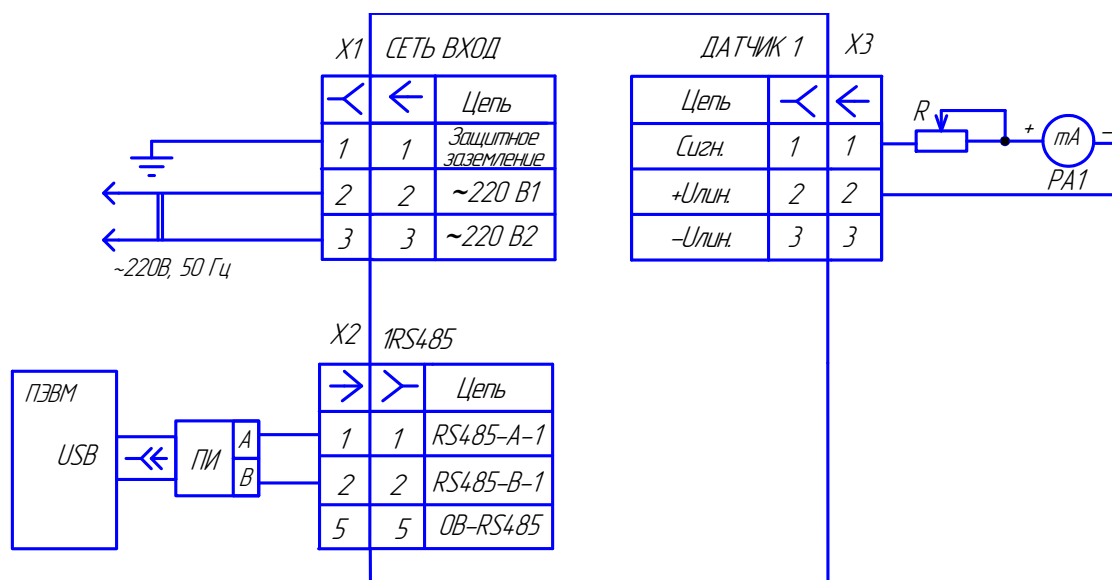 X1 СЕТЬ ВХОД
Цепь
1 1 Защитное заземление
2 2 ~220 В1
3 3 ~220 В2
~220В, 50 Гц
ДАТЧИК 1 X3
Цепь
Сигн. 1 1
+Uлин. 2 2
–Uлин. 3 3
R
+ mA –
PA1
X2 1RS485
Цепь
1 1 RS485-A-1
2 2 RS485-B-1
5 5 0B-RS485
ПЭВМ
USB
ПИ
A
B